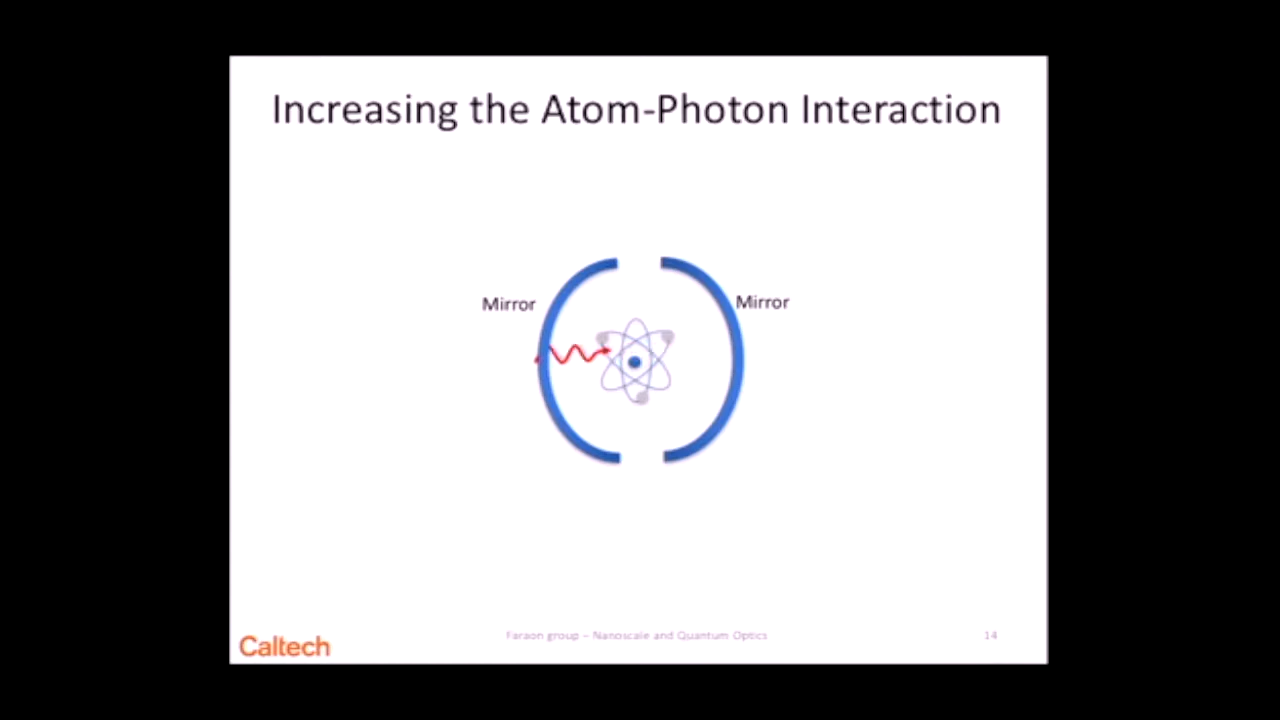 Increasing the Atom-Photon Interaction
Mirror
Mirror
Caltech
Faraon group – Nanoscale and Quantum Optics
14